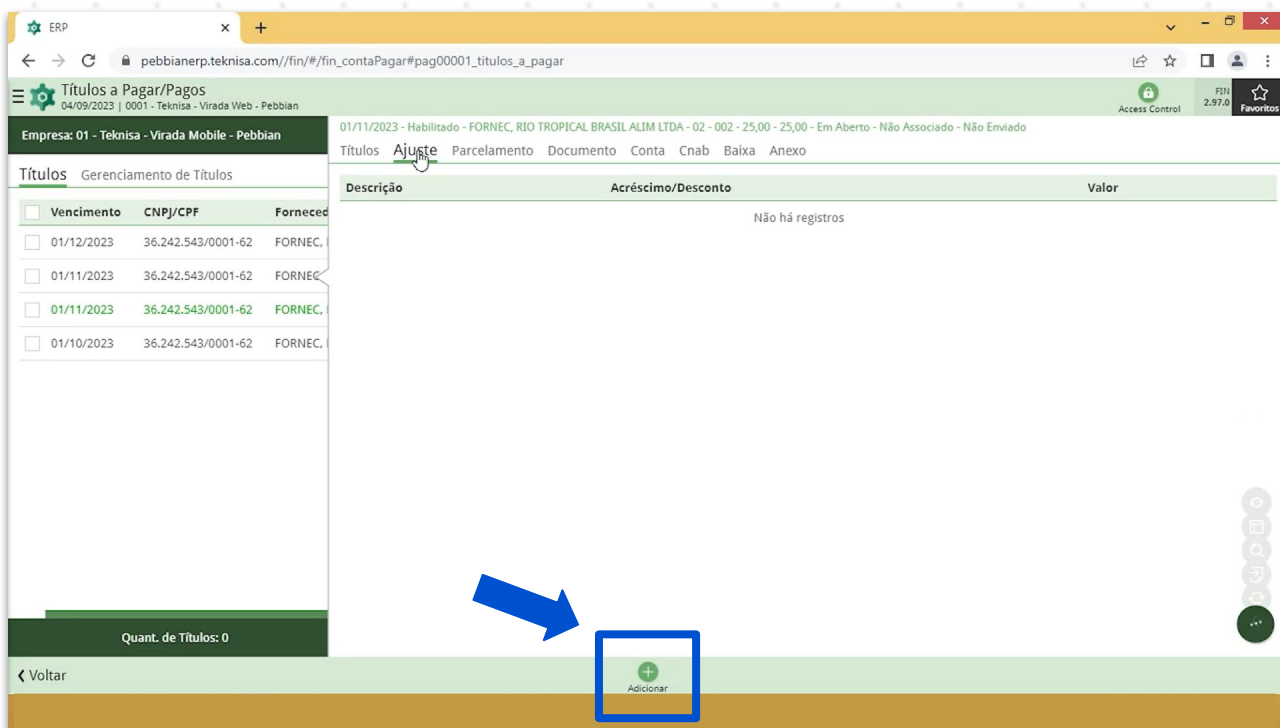 ERP
pebbianerp.teknisa.com//fin/#/fin_contaPagar#pag00001_titulos_a_pagar
Títulos a Pagar/Pagos
04/09/2023 | 0001 - Teknisa - Virada Web - Pebbian
Access Control
FIN
2.97.0
Favoritos
Empresa: 01 - Teknisa - Virada Mobile - Pebbian
01/11/2023 - Habilitado - FORNEC, RIO TROPICAL BRASIL ALIM LTDA - 02 - 002 - 25,00 - 25,00 - Em Aberto - Não Associado - Não Enviado
Títulos Ajuste Parcelamento Documento Conta Cnab Baixa Anexo
Títulos Gerenciamento de Títulos
Descrição Acréscimo/Desconto Valor
Não há registros
Vencimento CNPJ/CPF Forneced
01/12/2023 36.242.543/0001-62 FORNEC,
01/11/2023 36.242.543/0001-62 FORNEC
01/11/2023 36.242.543/0001-62 FORNEC,
01/10/2023 36.242.543/0001-62 FORNEC,
Quant. de Títulos: 0
Voltar
Adicionar